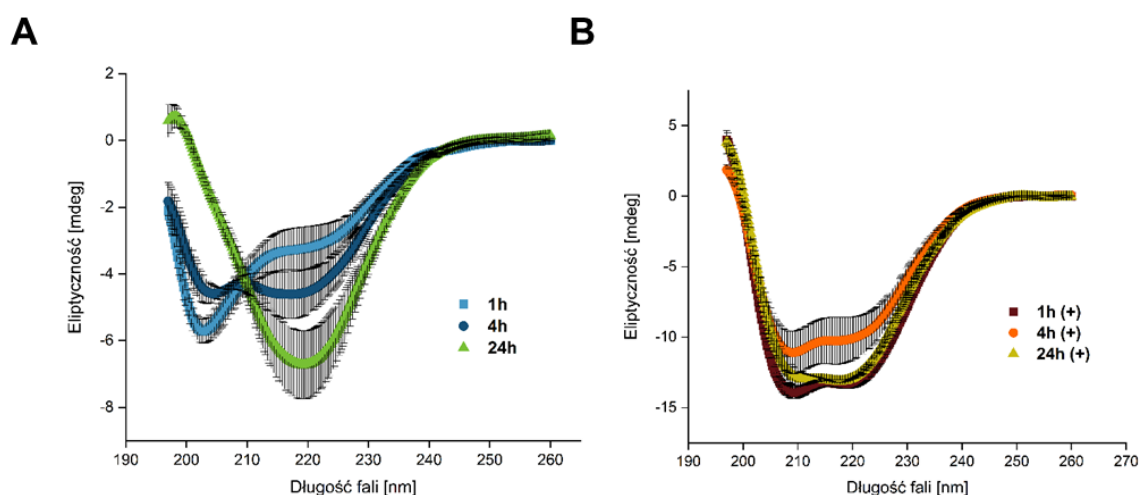 A
B
Eliptyczność [mdeg]
2
0
-2
-4
-6
-8
190 200 210 220 230 240 250 260
Długość fali [nm]
1h
4h
24h
Eliptyczność [mdeg]
5
0
-5
-10
-15
190 200 210 220 230 240 250 260 270
Długość fali [nm]
1h (+)
4h (+)
24h (+)